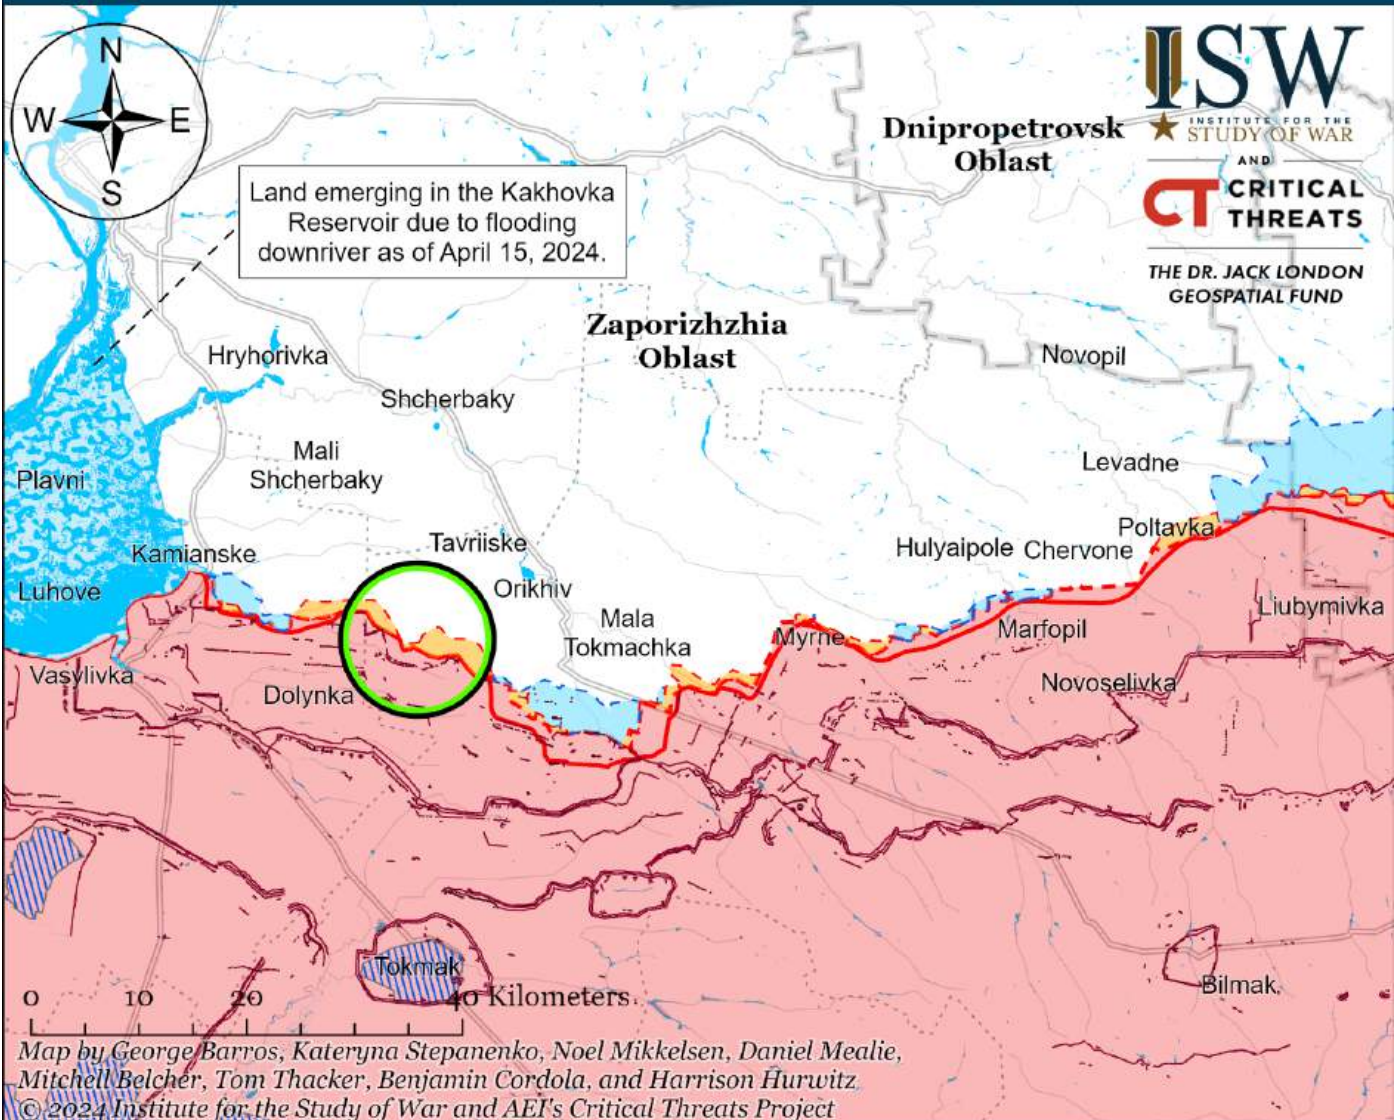 N
W
E
S
ISW
INSTITUTE FOR THE
STUDY OF WAR
AND
CT
CRITICAL
THREATS
THE DR. JACK LONDON
GEOSPATIAL FUND
Dnipropetrovsk
Oblast
Land emerging in the Kakhovka
Reservoir due to flooding
downriver as of April 15, 2024.
Zaporizhzhia
Oblast
Hryhorivka
Novopil
Shcherbaky
Mali
Shcherbaky
Levadne
Plavni
Poltavka
Tavriiske
Kamianske
Hulyaipole
Chervone
Luhove
Orikhiv
Liubymivka
Mala
Tokmachka
Myrne
Marfopil
Vasylivka
Dolynka
Novoselivka
Tokmak
Bilmak
0 10 20 40 Kilometers
Map by George Barros, Kateryna Stepanenko, Noel Mikkelsen, Daniel Mealie,
Mitchell Belcher, Tom Thacker, Benjamin Cordola, and Harrison Hurwitz
© 2024 Institute for the Study of War and AEI's Critical Threats Project